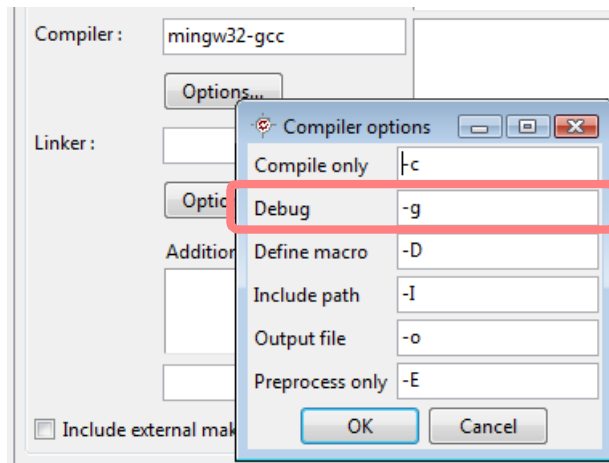 Compiler :
mingw32-gcc
Options...
Compiler options
Linker :
Compile only
-c
Debug
-g
Define macro
-D
Include path
-I
Output file
-o
Preprocess only
-E
OK
Cancel
Include external